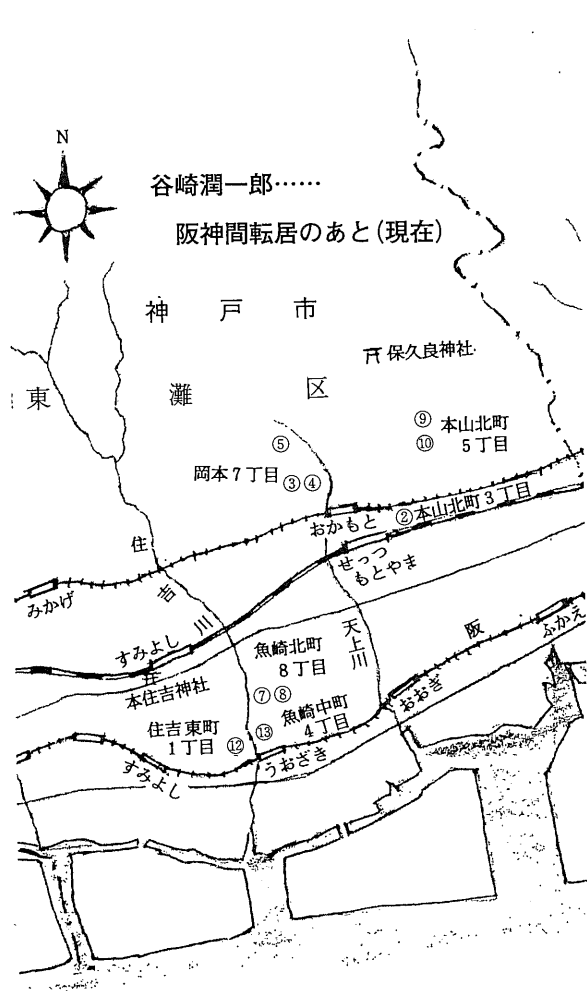 N
谷崎潤一郎……
阪神間転居のあと(現在)
神戸市
保久良神社
東灘区
⑨
本山北町
⑩
5丁目
⑤
岡本7丁目
③④
②本山北町3丁目
おかもと
住吉川
せっつ
もとやま
みかげ
すみよし
本住吉神社
天上川
魚崎北町
8丁目
⑦⑧
阪
ふかえ
おおぎ
魚崎中町
4丁目
⑬
住吉東町
1丁目
⑫
うおざき
すみよし